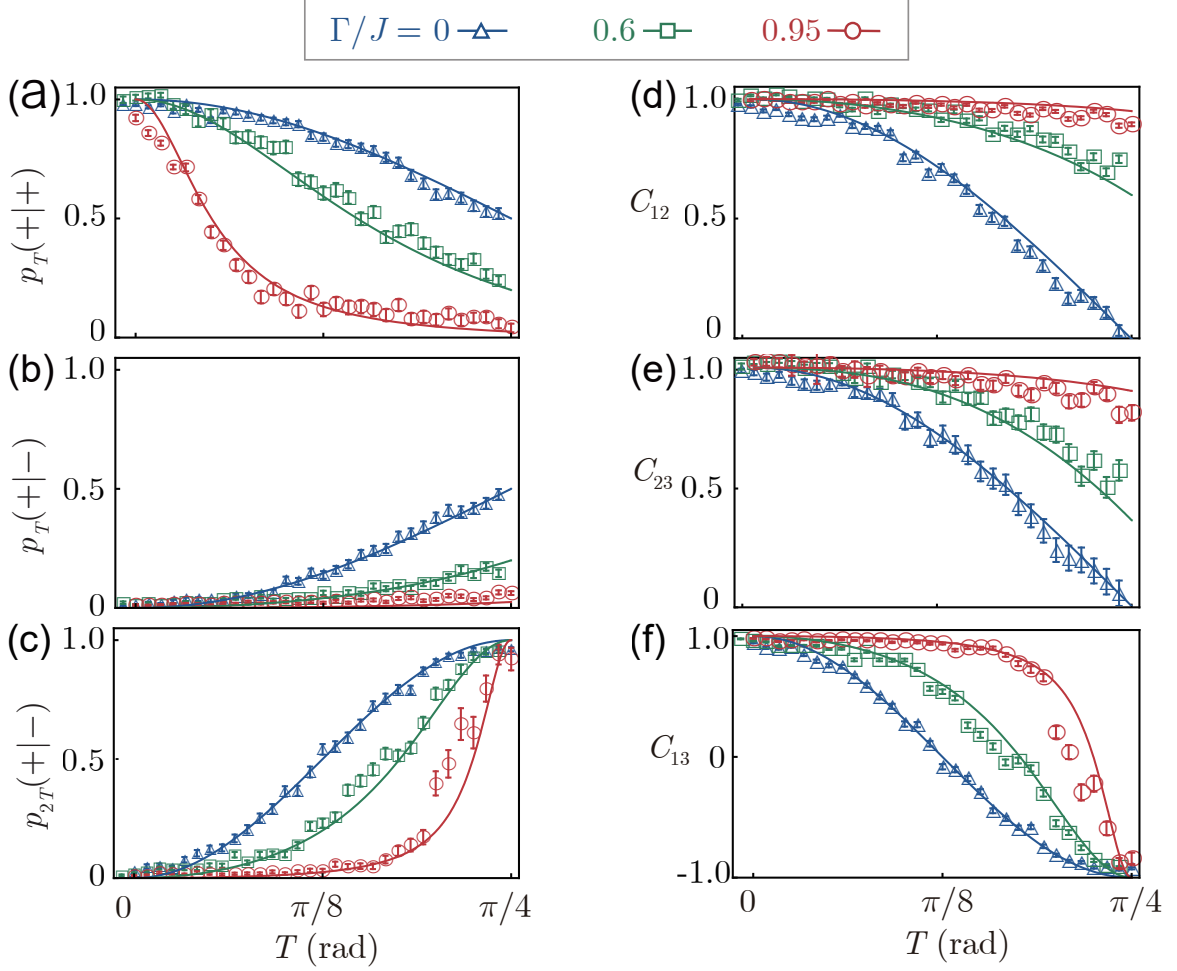 Γ/J = 0 0.6 0.95
(a)
1.0
0.5
0
p_T(+|+)
(b)
1.0
0.5
0
p_T(+|−)
(c)
1.0
0.5
0
p_{2T}(+|−)
0 π/8 π/4
T (rad)
(d)
1.0
C_{12} 0.5
0
(e)
1.0
C_{23} 0.5
0
(f)
1.0
C_{13} 0
-1.0
0 π/8 π/4
T (rad)